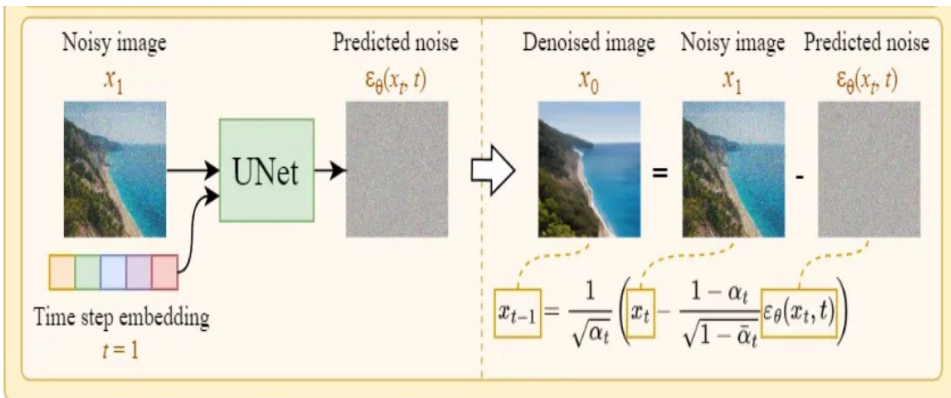 Noisy image
x₁
Predicted noise
εθ(xₜ, t)
UNet
Time step embedding
t = 1
Denoised image
x₀
=
Noisy image
x₁
-
Predicted noise
εθ(xₜ, t)
xₜ₋₁ = 1/√αₜ (xₜ − (1 − αₜ)/√(1 − ᾱₜ) εθ(xₜ, t))